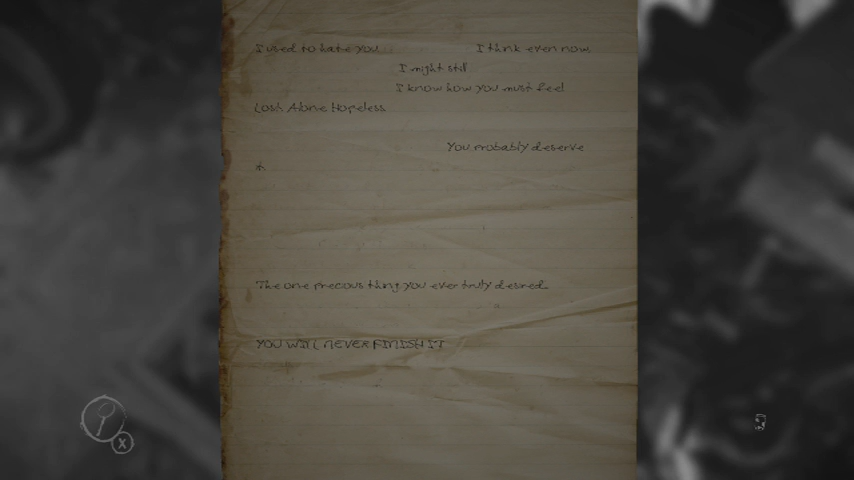 I used to hate you I think even now
I might still
I know how you must feel
Lost Alone Hopeless
You probably deserve
it
The one precious thing you ever truly desired
YOU WILL NEVER FINISH IT
X